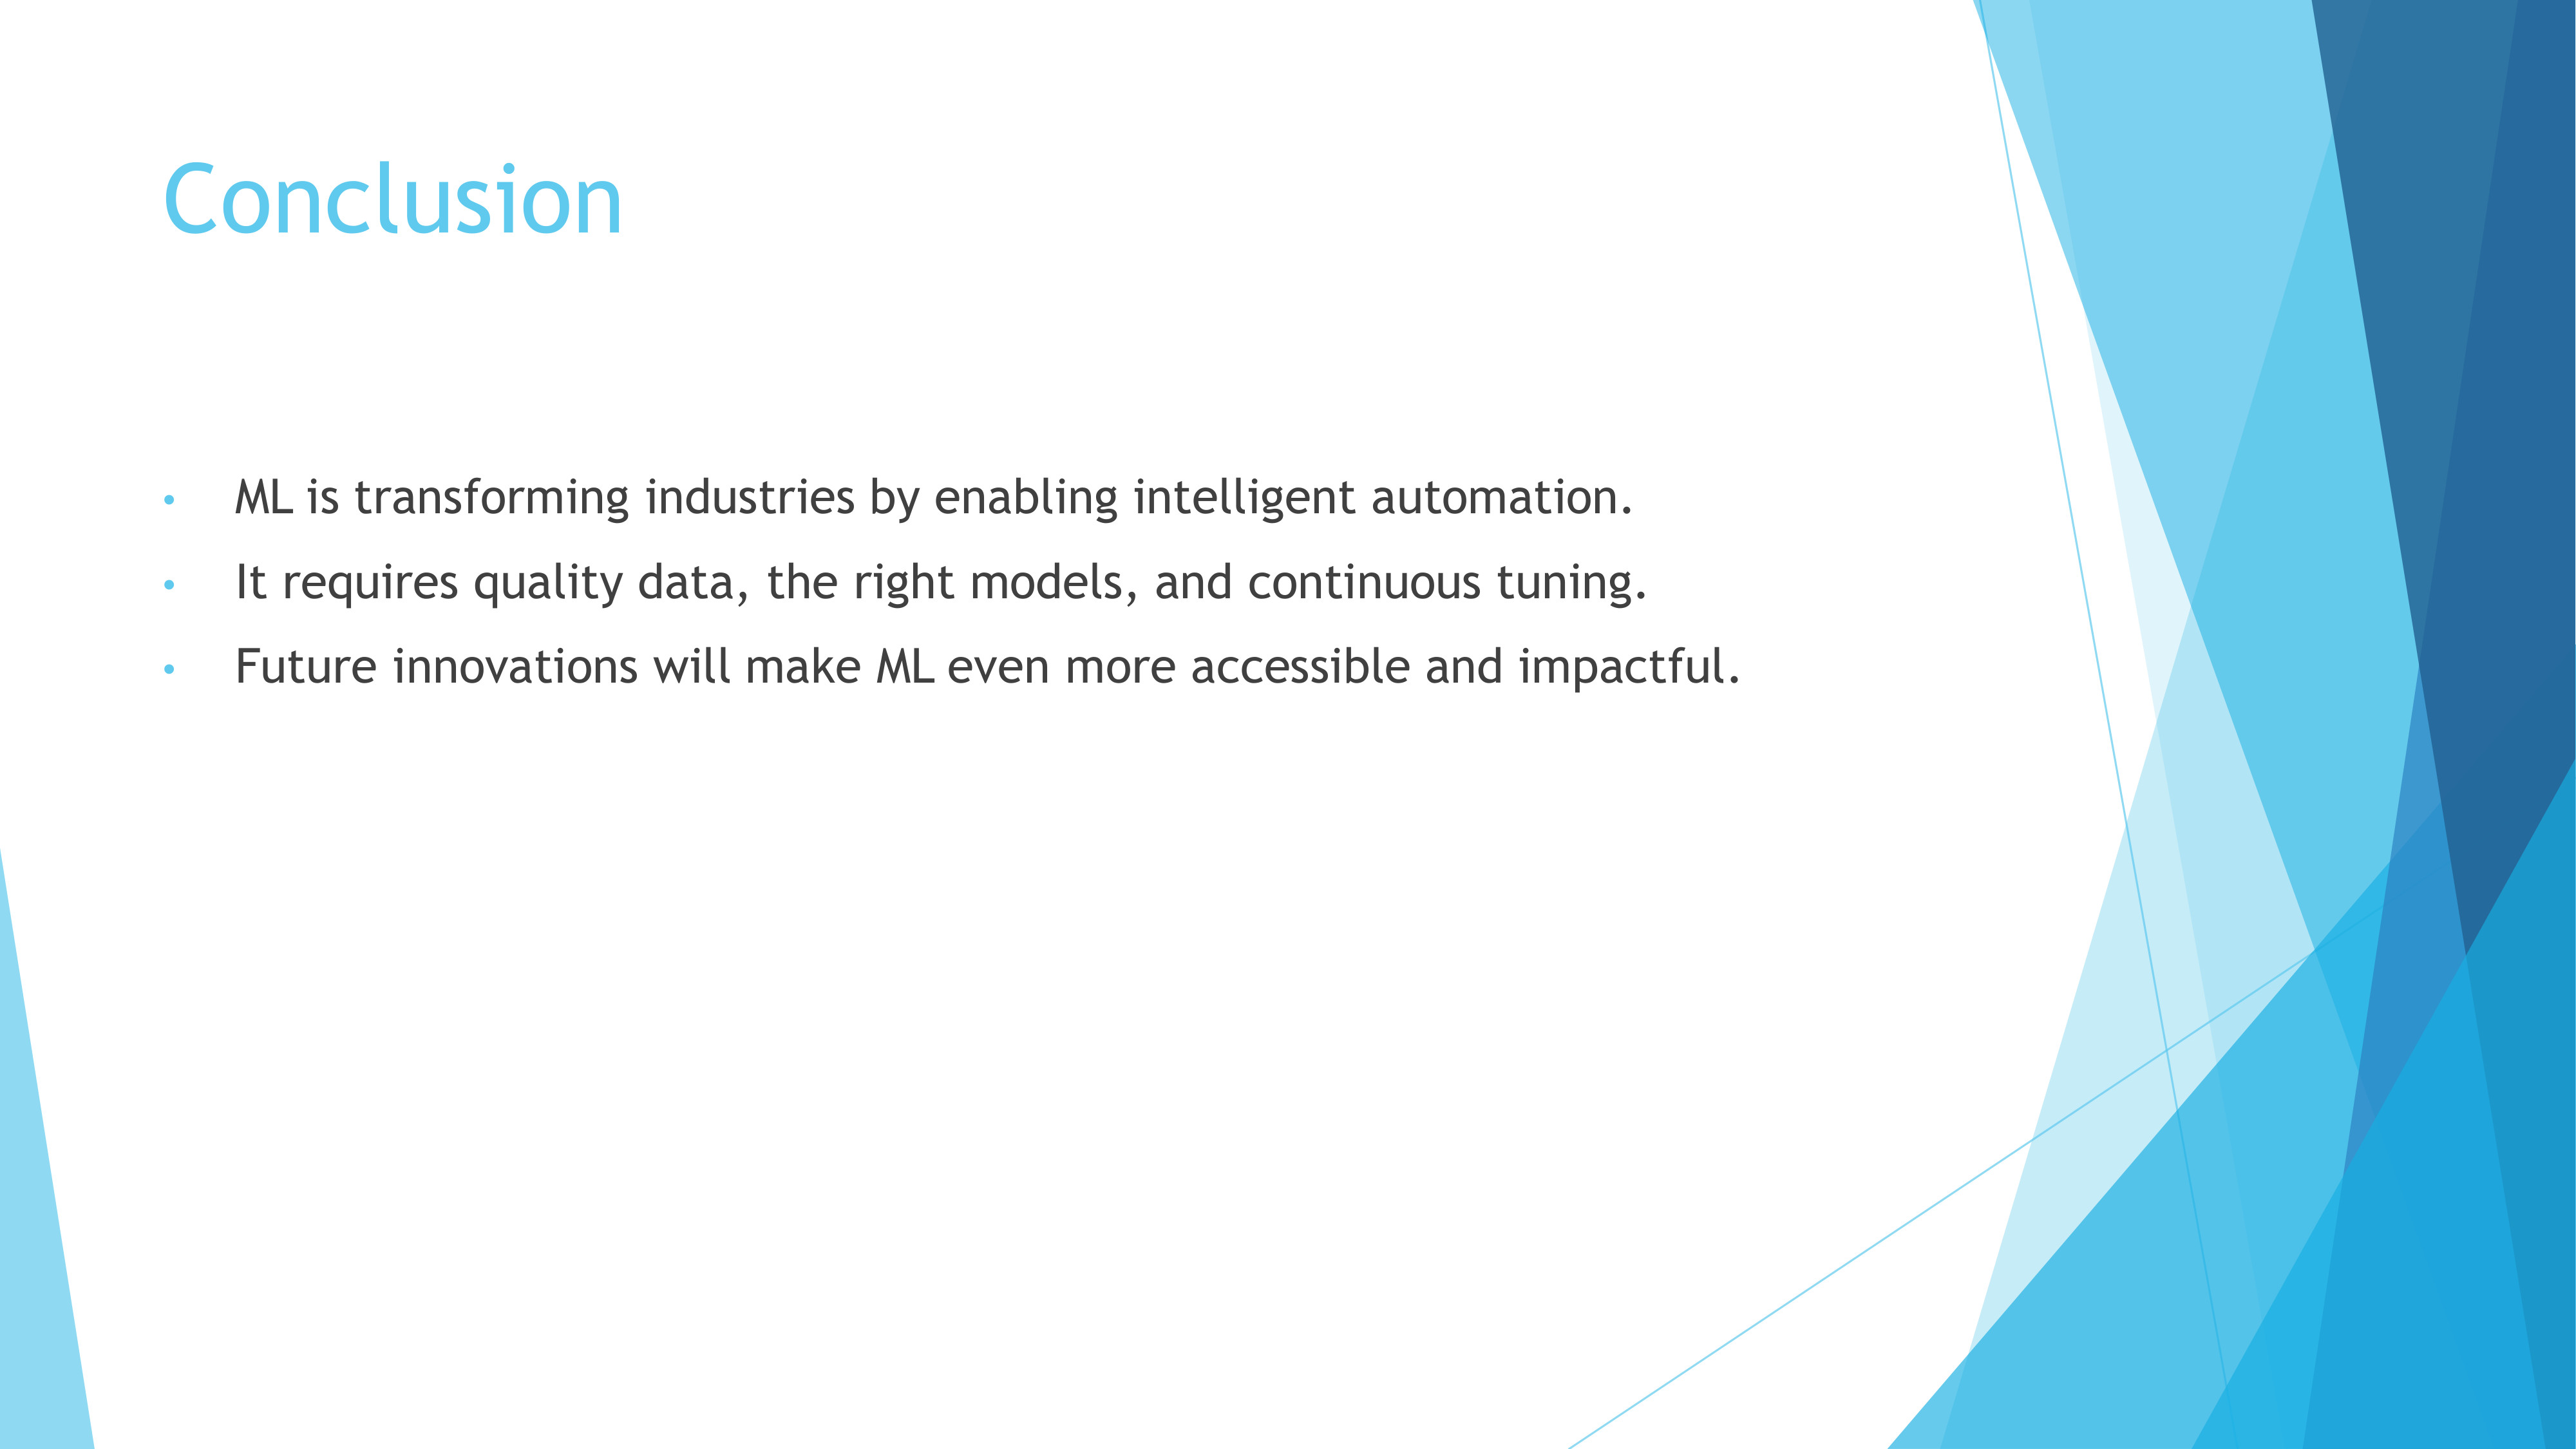 Conclusion
• ML is transforming industries by enabling intelligent automation.
• It requires quality data, the right models, and continuous tuning.
• Future innovations will make ML even more accessible and impactful.